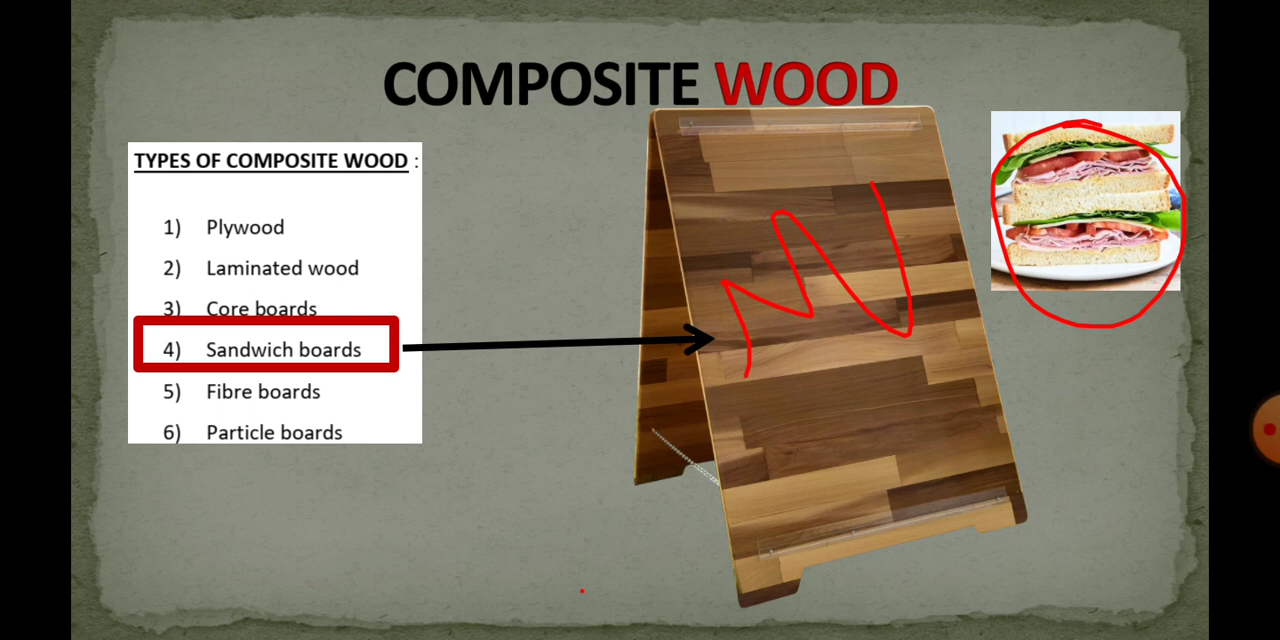 COMPOSITE WOOD
TYPES OF COMPOSITE WOOD :
1) Plywood
2) Laminated wood
3) Core boards
4) Sandwich boards
5) Fibre boards
6) Particle boards